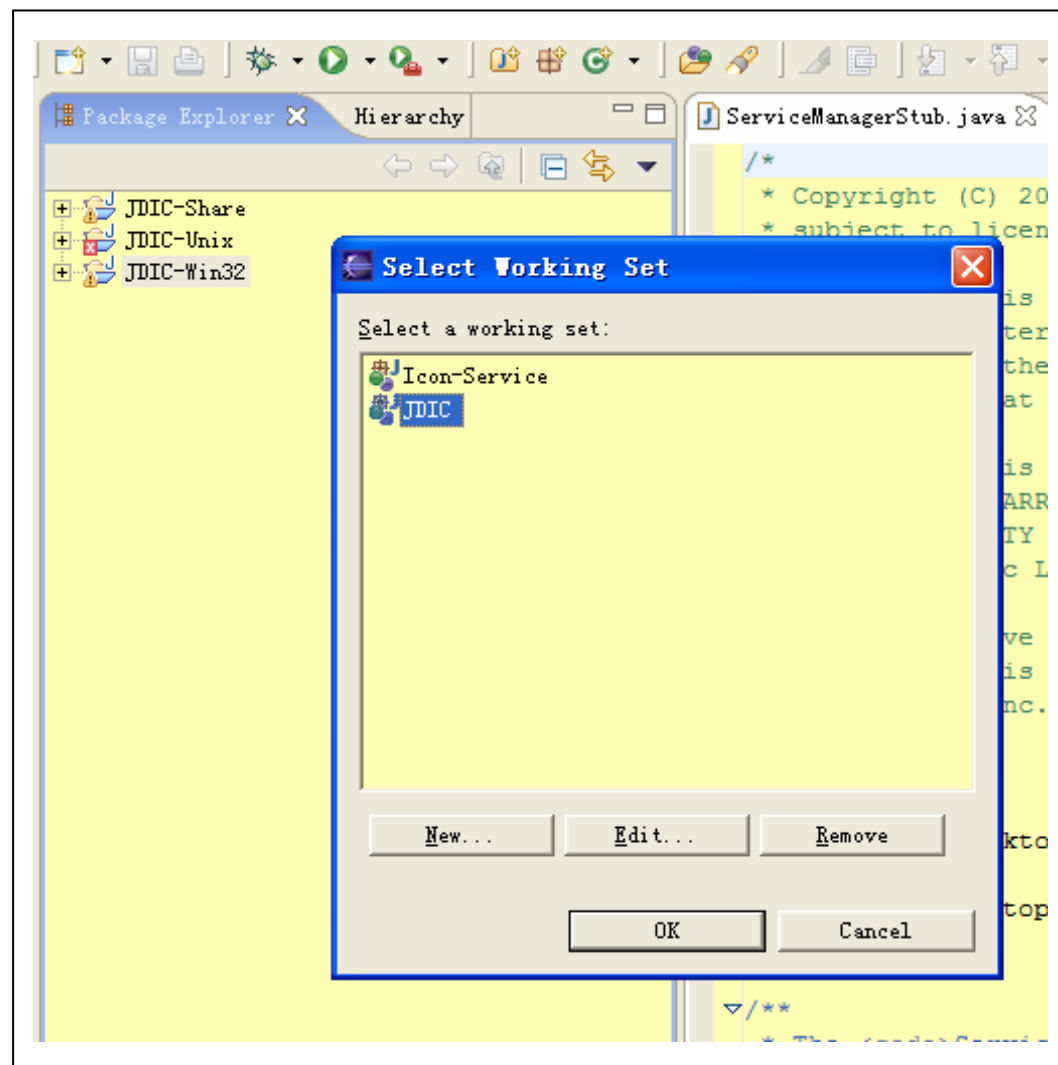 Package Explorer
Hierarchy
ServiceManagerStub.java
JDIC-Share
JDIC-Unix
JDIC-Win32
/*
* Copyright (C) 20
* subject to licen
Select Working Set
Select a working set:
Icon-Service
JDIC
New...
Edit...
Remove
OK
Cancel
is
ter
the
at
is
ARR
TY
c L
ve
is
nc.
kto
top
/**